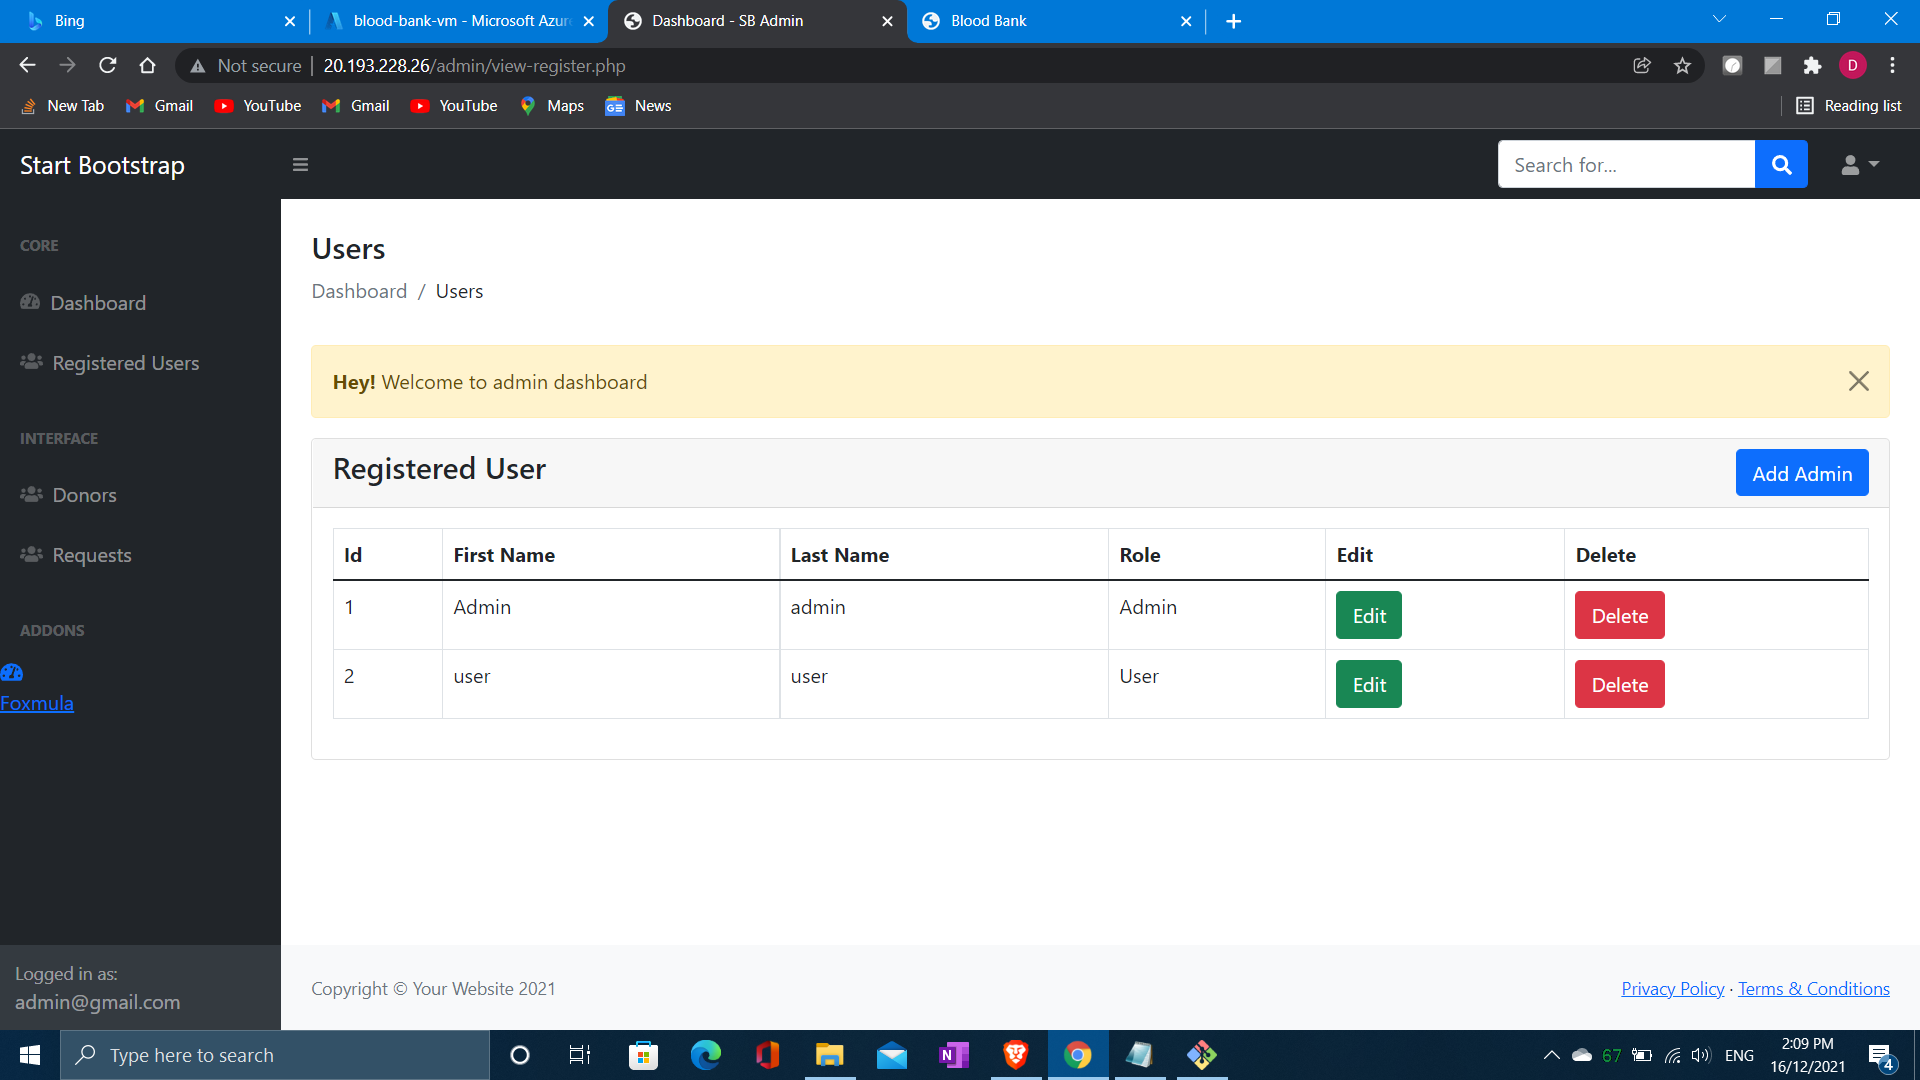 Bing
blood-bank-vm - Microsoft Azur
Dashboard - SB Admin
Blood Bank
Not secure
20.193.228.26/admin/view-register.php
D
New Tab
Gmail
YouTube
Gmail
YouTube
Maps
News
Reading list
Start Bootstrap
Search for...
CORE
Dashboard
Registered Users
INTERFACE
Donors
Requests
ADDONS
Foxmula
Logged in as:
admin@gmail.com
Users
Dashboard / Users
Hey! Welcome to admin dashboard
Registered User
Add Admin
Id First Name Last Name Role Edit Delete
1 Admin admin Admin Edit Delete
2 user user User Edit Delete
Copyright © Your Website 2021
Privacy Policy · Terms & Conditions
Type here to search
67
ENG
2:09 PM
16/12/2021
4